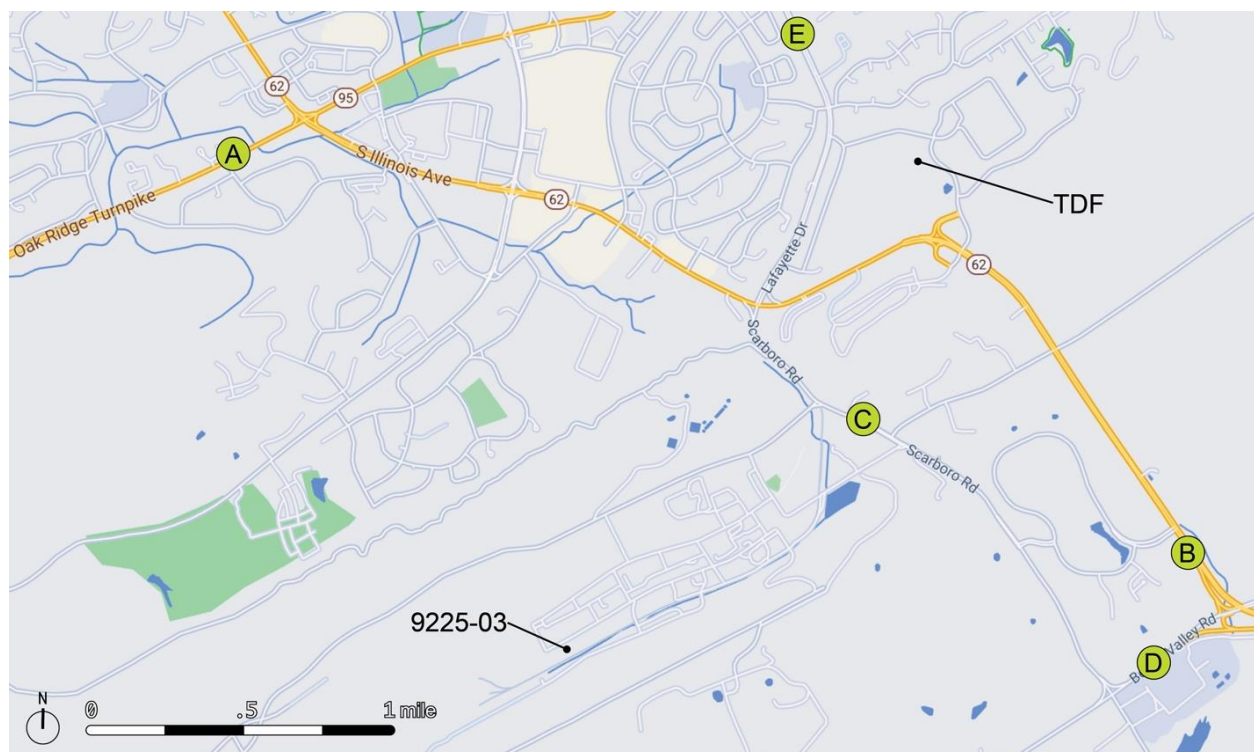 E
62
95
A
S Illinois Ave
62
TDF
Oak Ridge Turnpike
Lafayette Dr
62
Scarboro Rd
C
Scarboro Rd
B
9225-03
Valley Rd
D
N
0 .5 1 mile